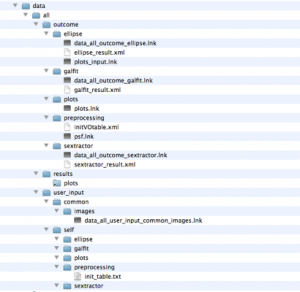 data
all
outcome
ellipse
data_all_outcome_ellipse.lnk
ellipse_result.xml
plots_input.lnk
galfit
data_all_outcome_galfit.lnk
galfit_result.xml
plots
plots.lnk
preprocessing
initVOtable.xml
psf.lnk
sextractor
data_all_outcome_sextractor.lnk
sextractor_result.xml
results
plots
user_input
common
images
data_all_user_input_common_images.lnk
self
ellipse
galfit
plots
preprocessing
init_table.txt
sextractor